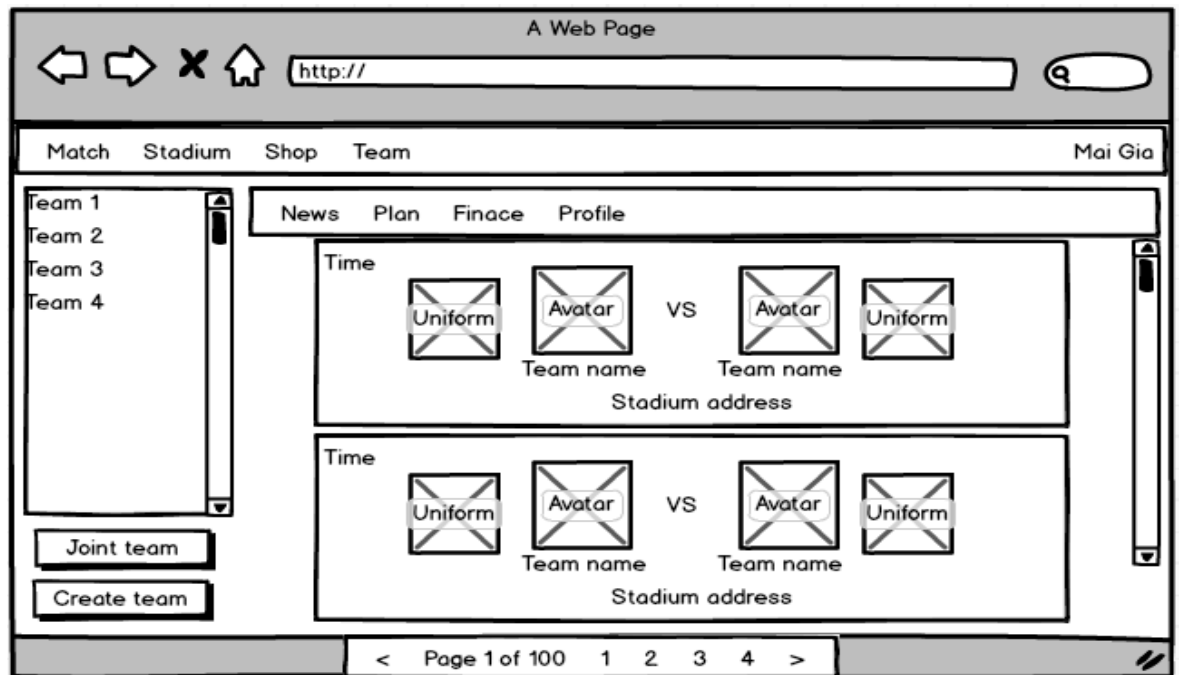 A Web Page
http://
Match Stadium Shop Team Mai Gia
Team 1
Team 2
Team 3
Team 4
Joint team
Create team
News Plan Finace Profile
Time
Uniform Avatar VS Avatar Uniform
Team name Team name
Stadium address
Time
Uniform Avatar VS Avatar Uniform
Team name Team name
Stadium address
< Page 1 of 100 1 2 3 4 >